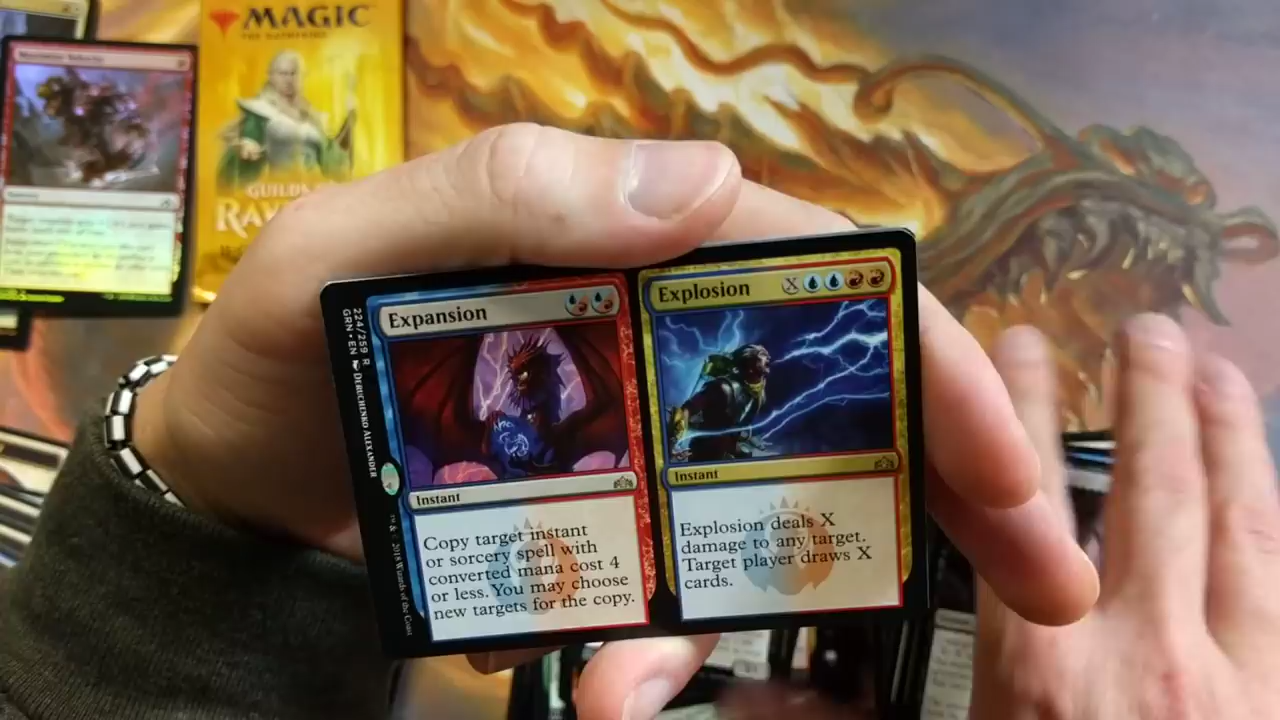 MAGIC
THE GATHERING
GUILDS
RAV
Expansion
Instant
Copy target instant
or sorcery spell with
converted mana cost 4
or less. You may choose
new targets for the copy.
224/259 R
GRN • EN DERUCHENKO ALEXANDER
™ & © 2018 Wizards of the Coast
Explosion
X
Instant
Explosion deals X
damage to any target.
Target player draws X
cards.